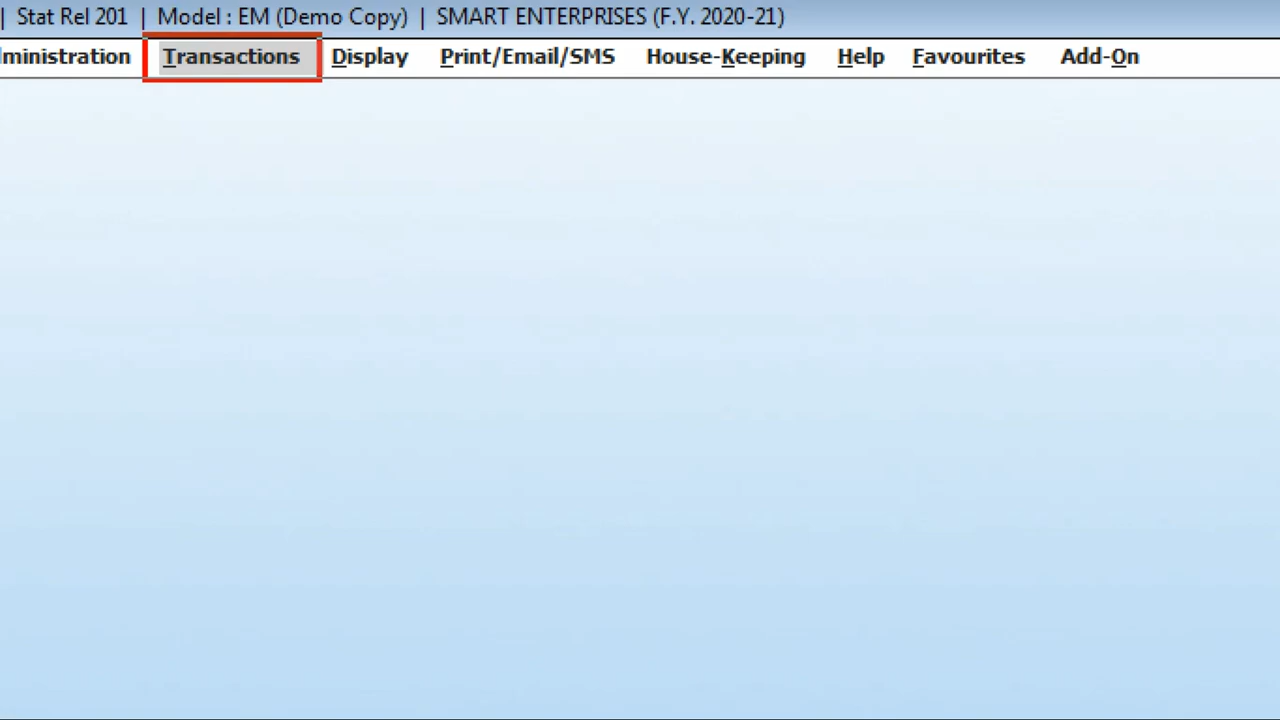 | Stat Rel 201 | Model : EM (Demo Copy) | SMART ENTERPRISES (F.Y. 2020-21)
ministration Transactions Display Print/Email/SMS House-Keeping Help Favourites Add-On